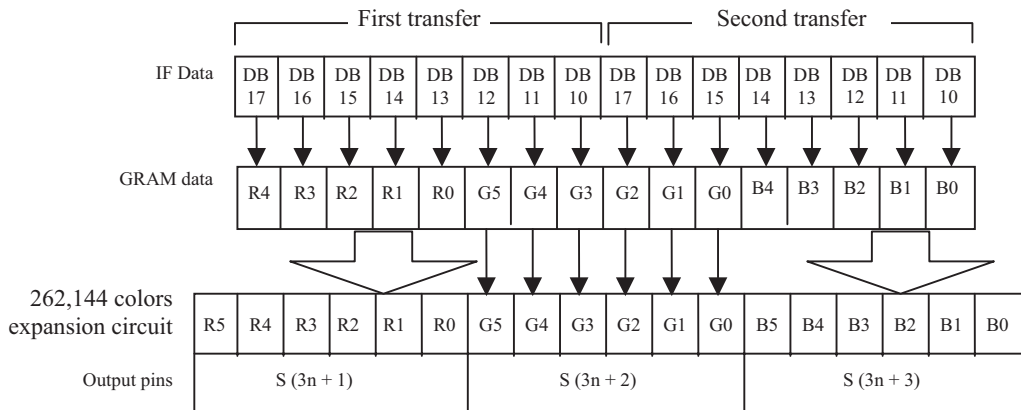 First transfer Second transfer
IF Data DB 17 DB 16 DB 15 DB 14 DB 13 DB 12 DB 11 DB 10 DB 17 DB 16 DB 15 DB 14 DB 13 DB 12 DB 11 DB 10
GRAM data R4 R3 R2 R1 R0 G5 G4 G3 G2 G1 G0 B4 B3 B2 B1 B0
262,144 colors
expansion circuit R5 R4 R3 R2 R1 R0 G5 G4 G3 G2 G1 G0 B5 B4 B3 B2 B1 B0
Output pins S (3n + 1) S (3n + 2) S (3n + 3)